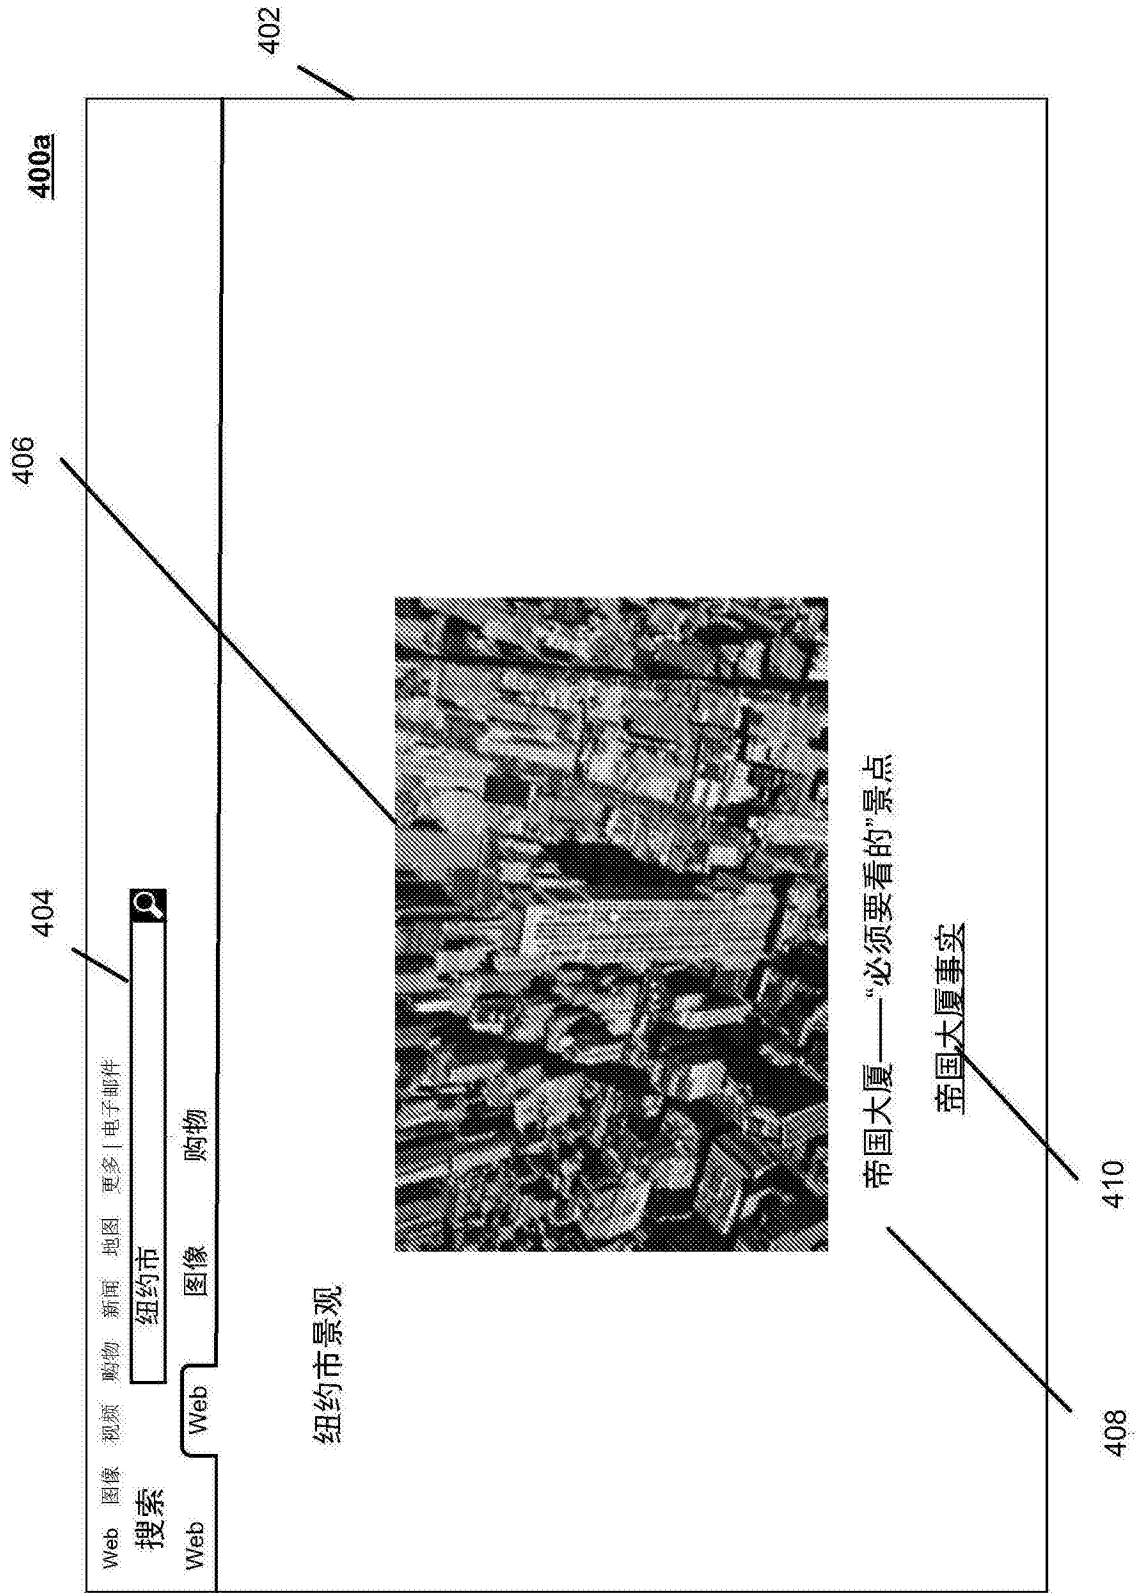 400a
402
404
406
Web 图像 视频 购物 新闻 地图 更多 | 电子邮件
搜索 纽约市
Web Web 图像 购物
纽约市景观
帝国大厦——“必须要看的”景点
帝国大厦事实
408
410